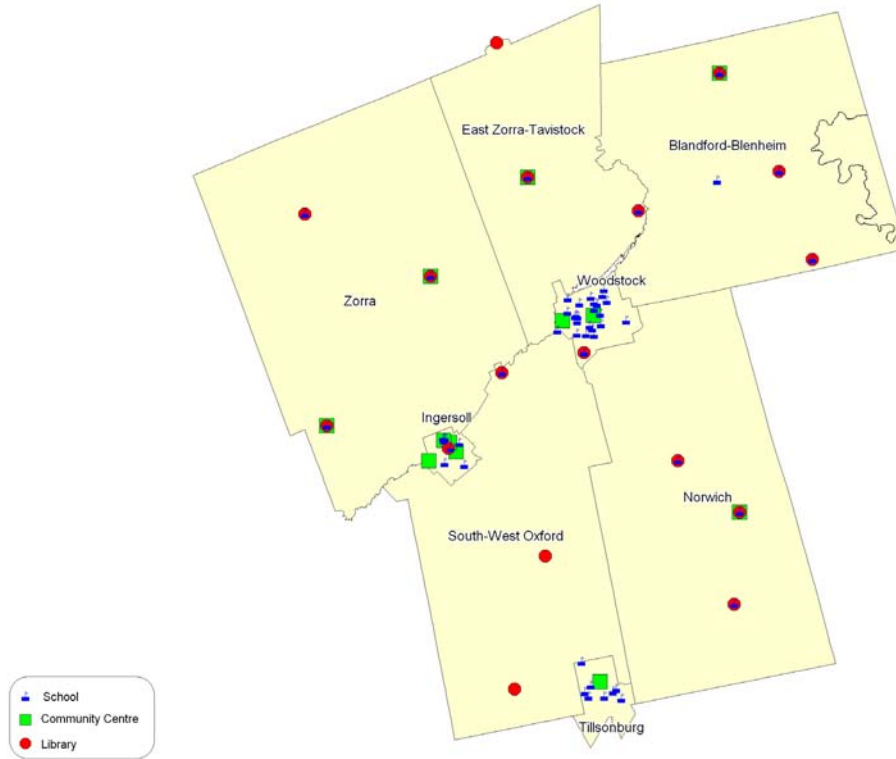 East Zorra-Tavistock
Blandford-Blenheim
Woodstock
Zorra
Ingersoll
Norwich
South-West Oxford
Tillsonburg
School
Community Centre
Library